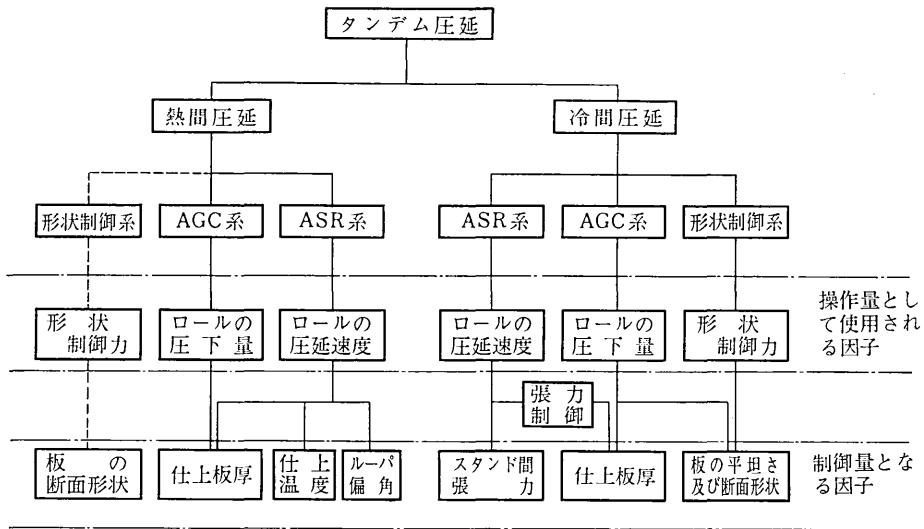 タンデム圧延
熱間圧延
冷間圧延
形状制御系
AGC系
ASR系
ASR系
AGC系
形状制御系
形状
制御力
ロールの
圧下量
ロールの
圧延速度
ロールの
圧延速度
ロールの
圧下量
形状
制御力
操作量とし
て使用され
る因子
張力
制御
板の
断面形状
仕上板厚
仕上
温度
ルーパ
偏角
スタンド間
張力
仕上板厚
板の平坦さ
及び断面形状
制御量とな
る因子